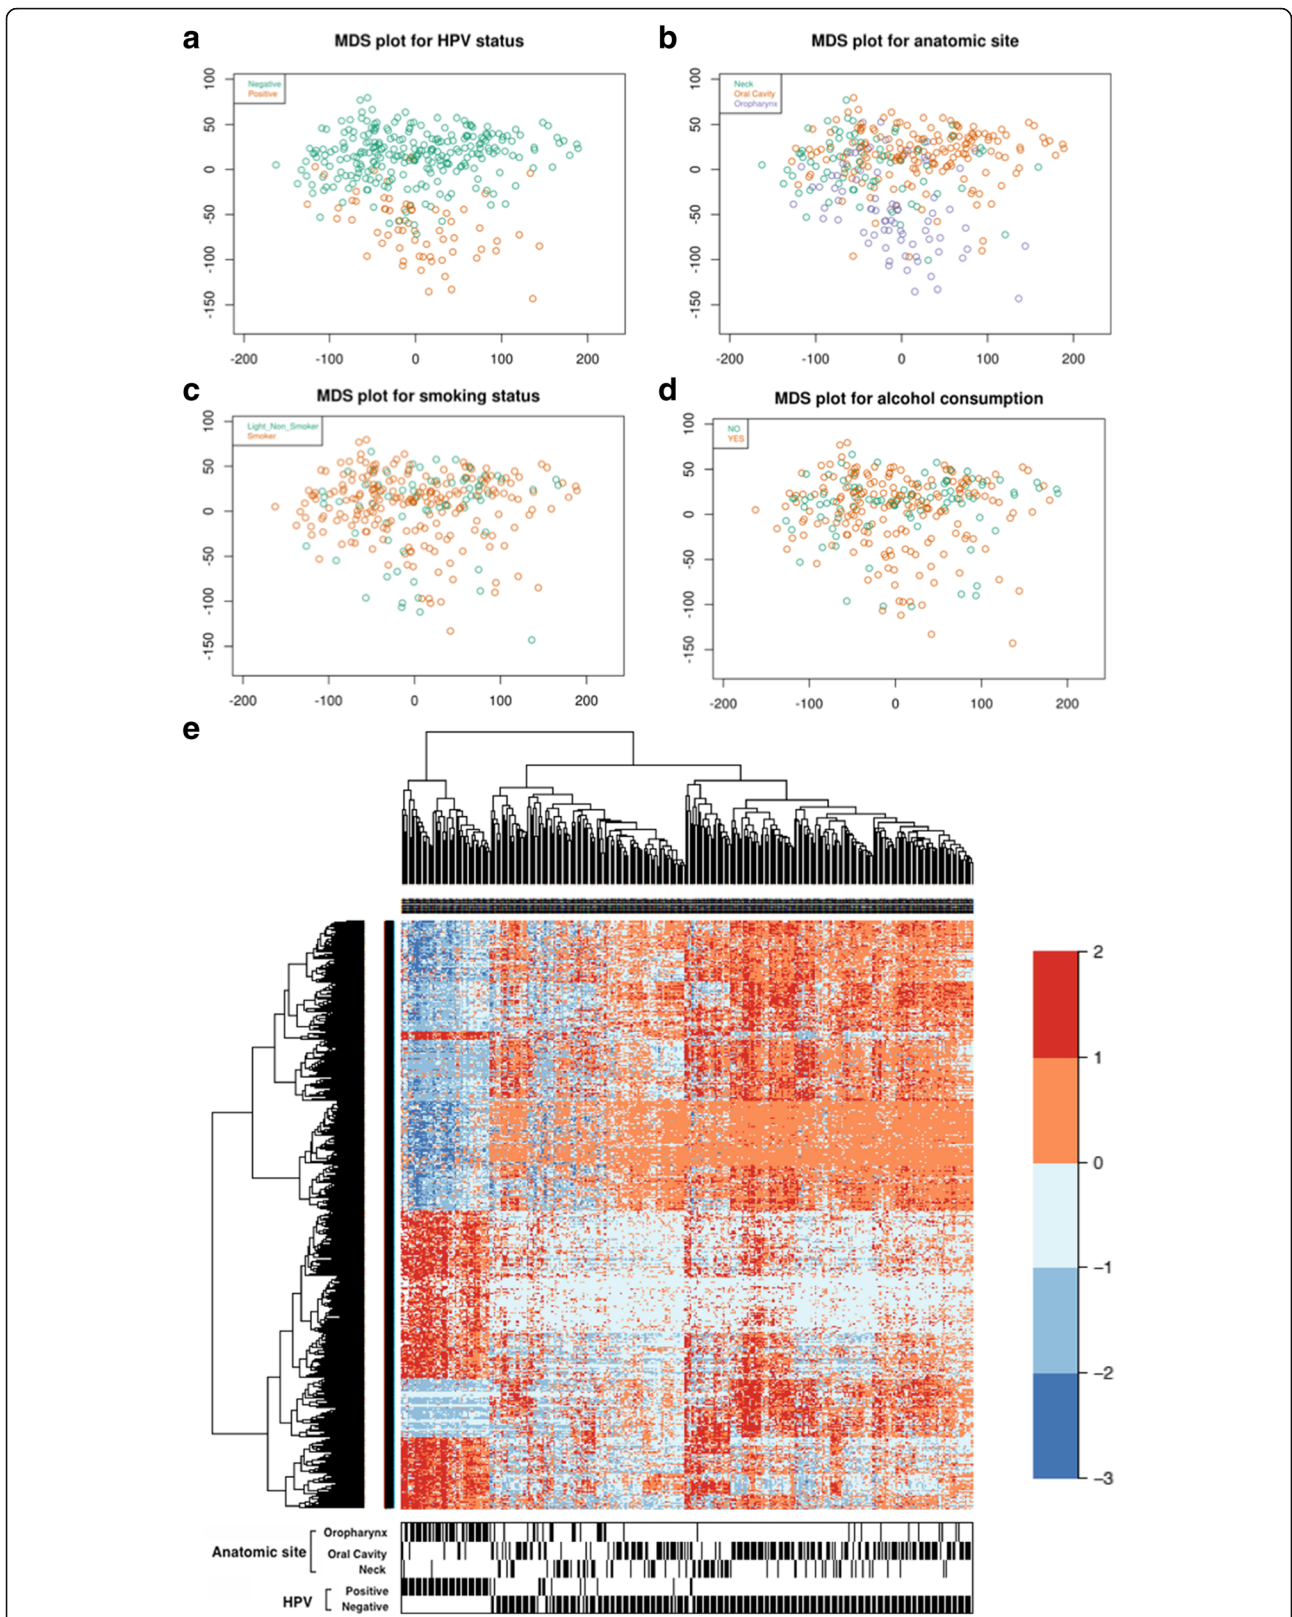 a
MDS plot for HPV status
Negative
Positive
100
50
0
-50
-100
-150
-200 -100 0 100 200
b
MDS plot for anatomic site
Neck
Oral Cavity
Oropharynx
100
50
0
-50
-100
-150
-200 -100 0 100 200
c
MDS plot for smoking status
Light_Non_Smoker
Smoker
100
50
0
-50
-100
-150
-200 -100 0 100 200
d
MDS plot for alcohol consumption
NO
YES
100
50
0
-50
-100
-150
-200 -100 0 100 200
e
2
1
0
−1
−2
−3
Anatomic site
Oropharynx
Oral Cavity
Neck
HPV
Positive
Negative